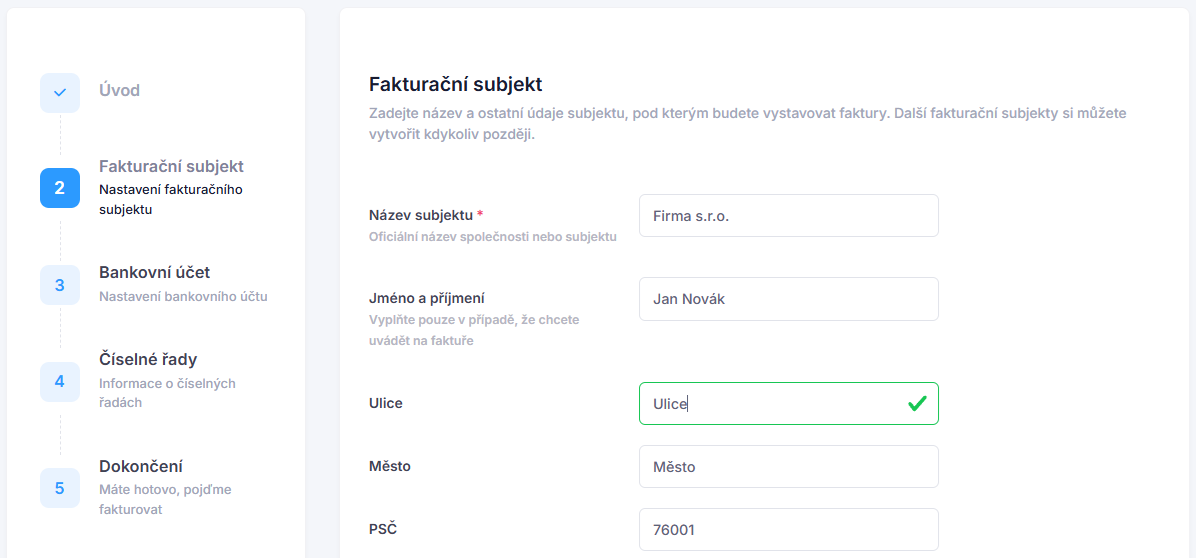 Úvod
2
Fakturační subjekt
Nastavení fakturačního
subjektu
3
Bankovní účet
Nastavení bankovního účtu
4
Číselné řady
Informace o číselných
řadách
5
Dokončení
Máte hotovo, pojďme
fakturovat
Fakturační subjekt
Zadejte název a ostatní údaje subjektu, pod kterým budete vystavovat faktury. Další fakturační subjekty si můžete
vytvořit kdykoliv později.
Název subjektu *
Oficiální název společnosti nebo subjektu
Firma s.r.o.
Jméno a příjmení
Vyplňte pouze v případě, že chcete
uvádět na faktuře
Jan Novák
Ulice
Ulice
Město
Město
PSČ
76001